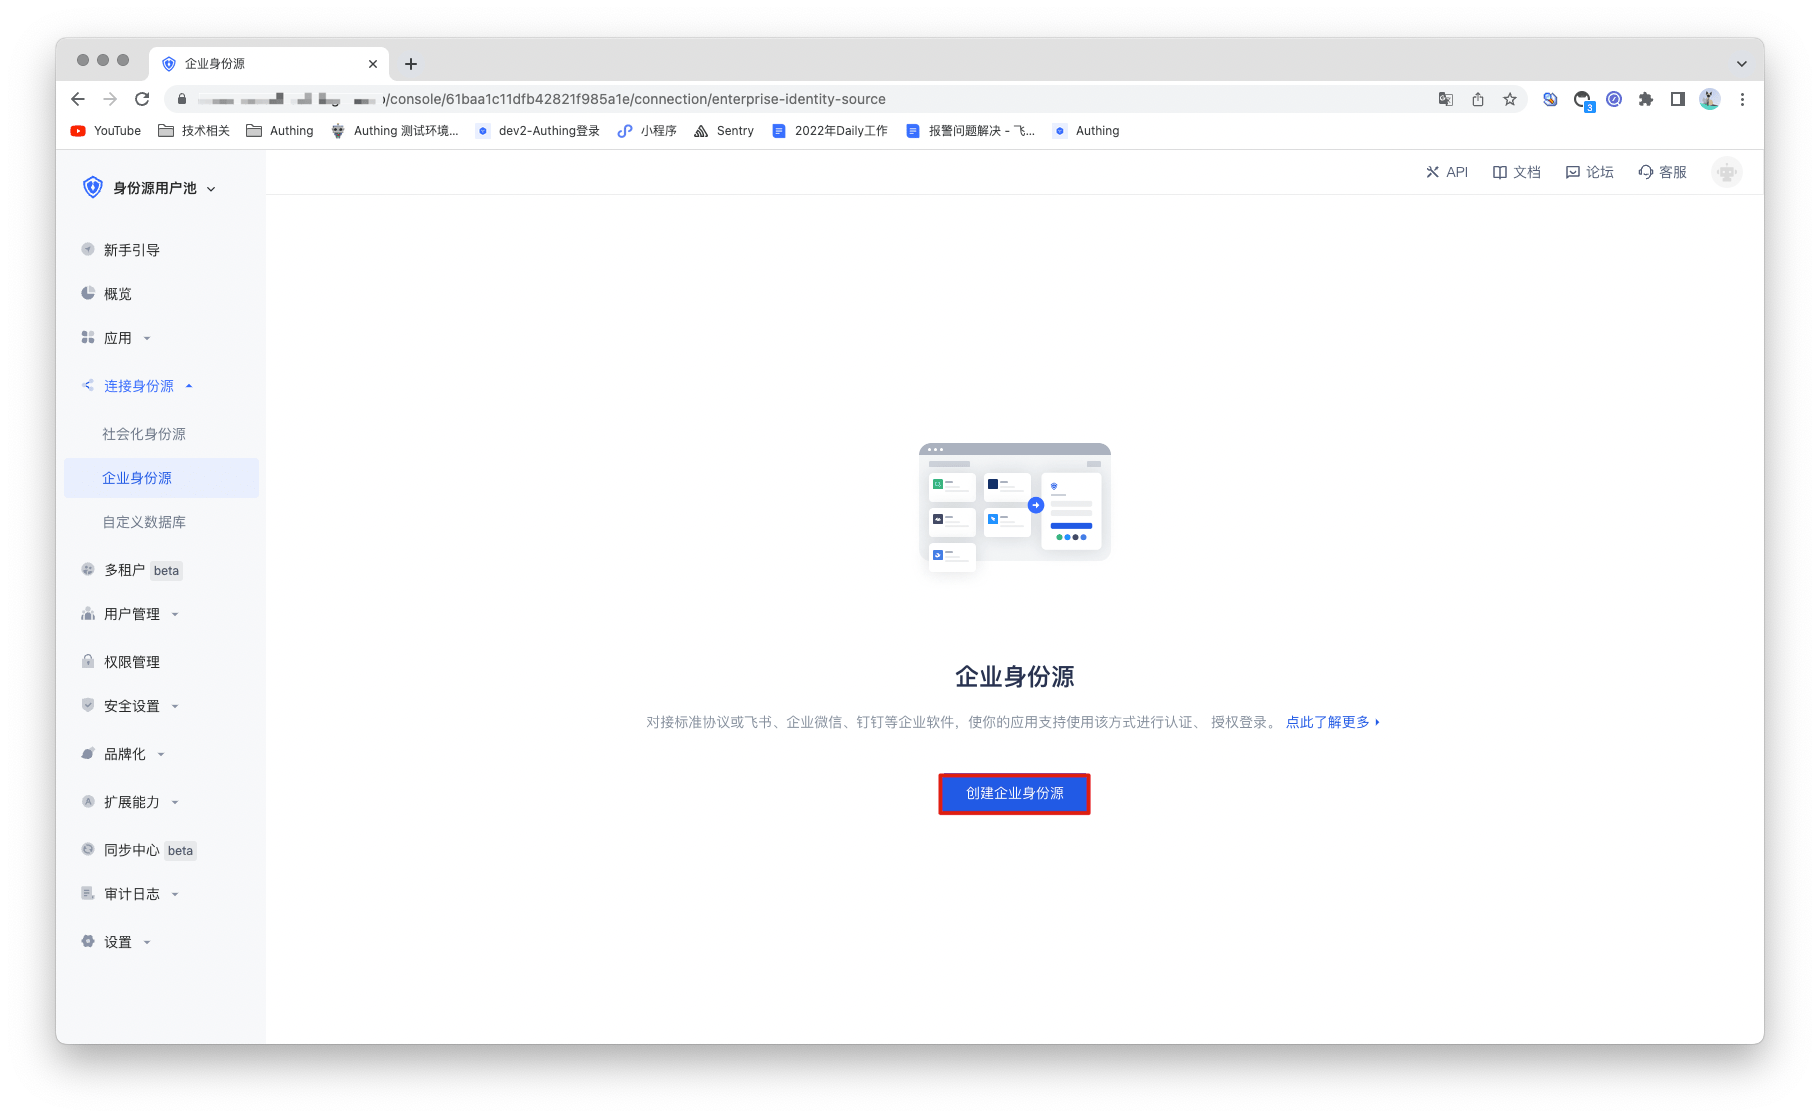 企业身份源
/console/61baa1c11dfb42821f985a1e/connection/enterprise-identity-source
3
YouTube 技术相关 Authing Authing 测试环境... dev2-Authing登录 小程序 Sentry 2022年Daily工作 报警问题解决 - 飞... Authing
身份源用户池
API 文档 论坛 客服
新手引导
概览
应用
连接身份源
社会化身份源
企业身份源
自定义数据库
多租户 beta
用户管理
权限管理
安全设置
品牌化
扩展能力
同步中心 beta
审计日志
设置
企业身份源
对接标准协议或飞书、企业微信、钉钉等企业软件，使你的应用支持使用该方式进行认证、 授权登录。 点此了解更多
创建企业身份源